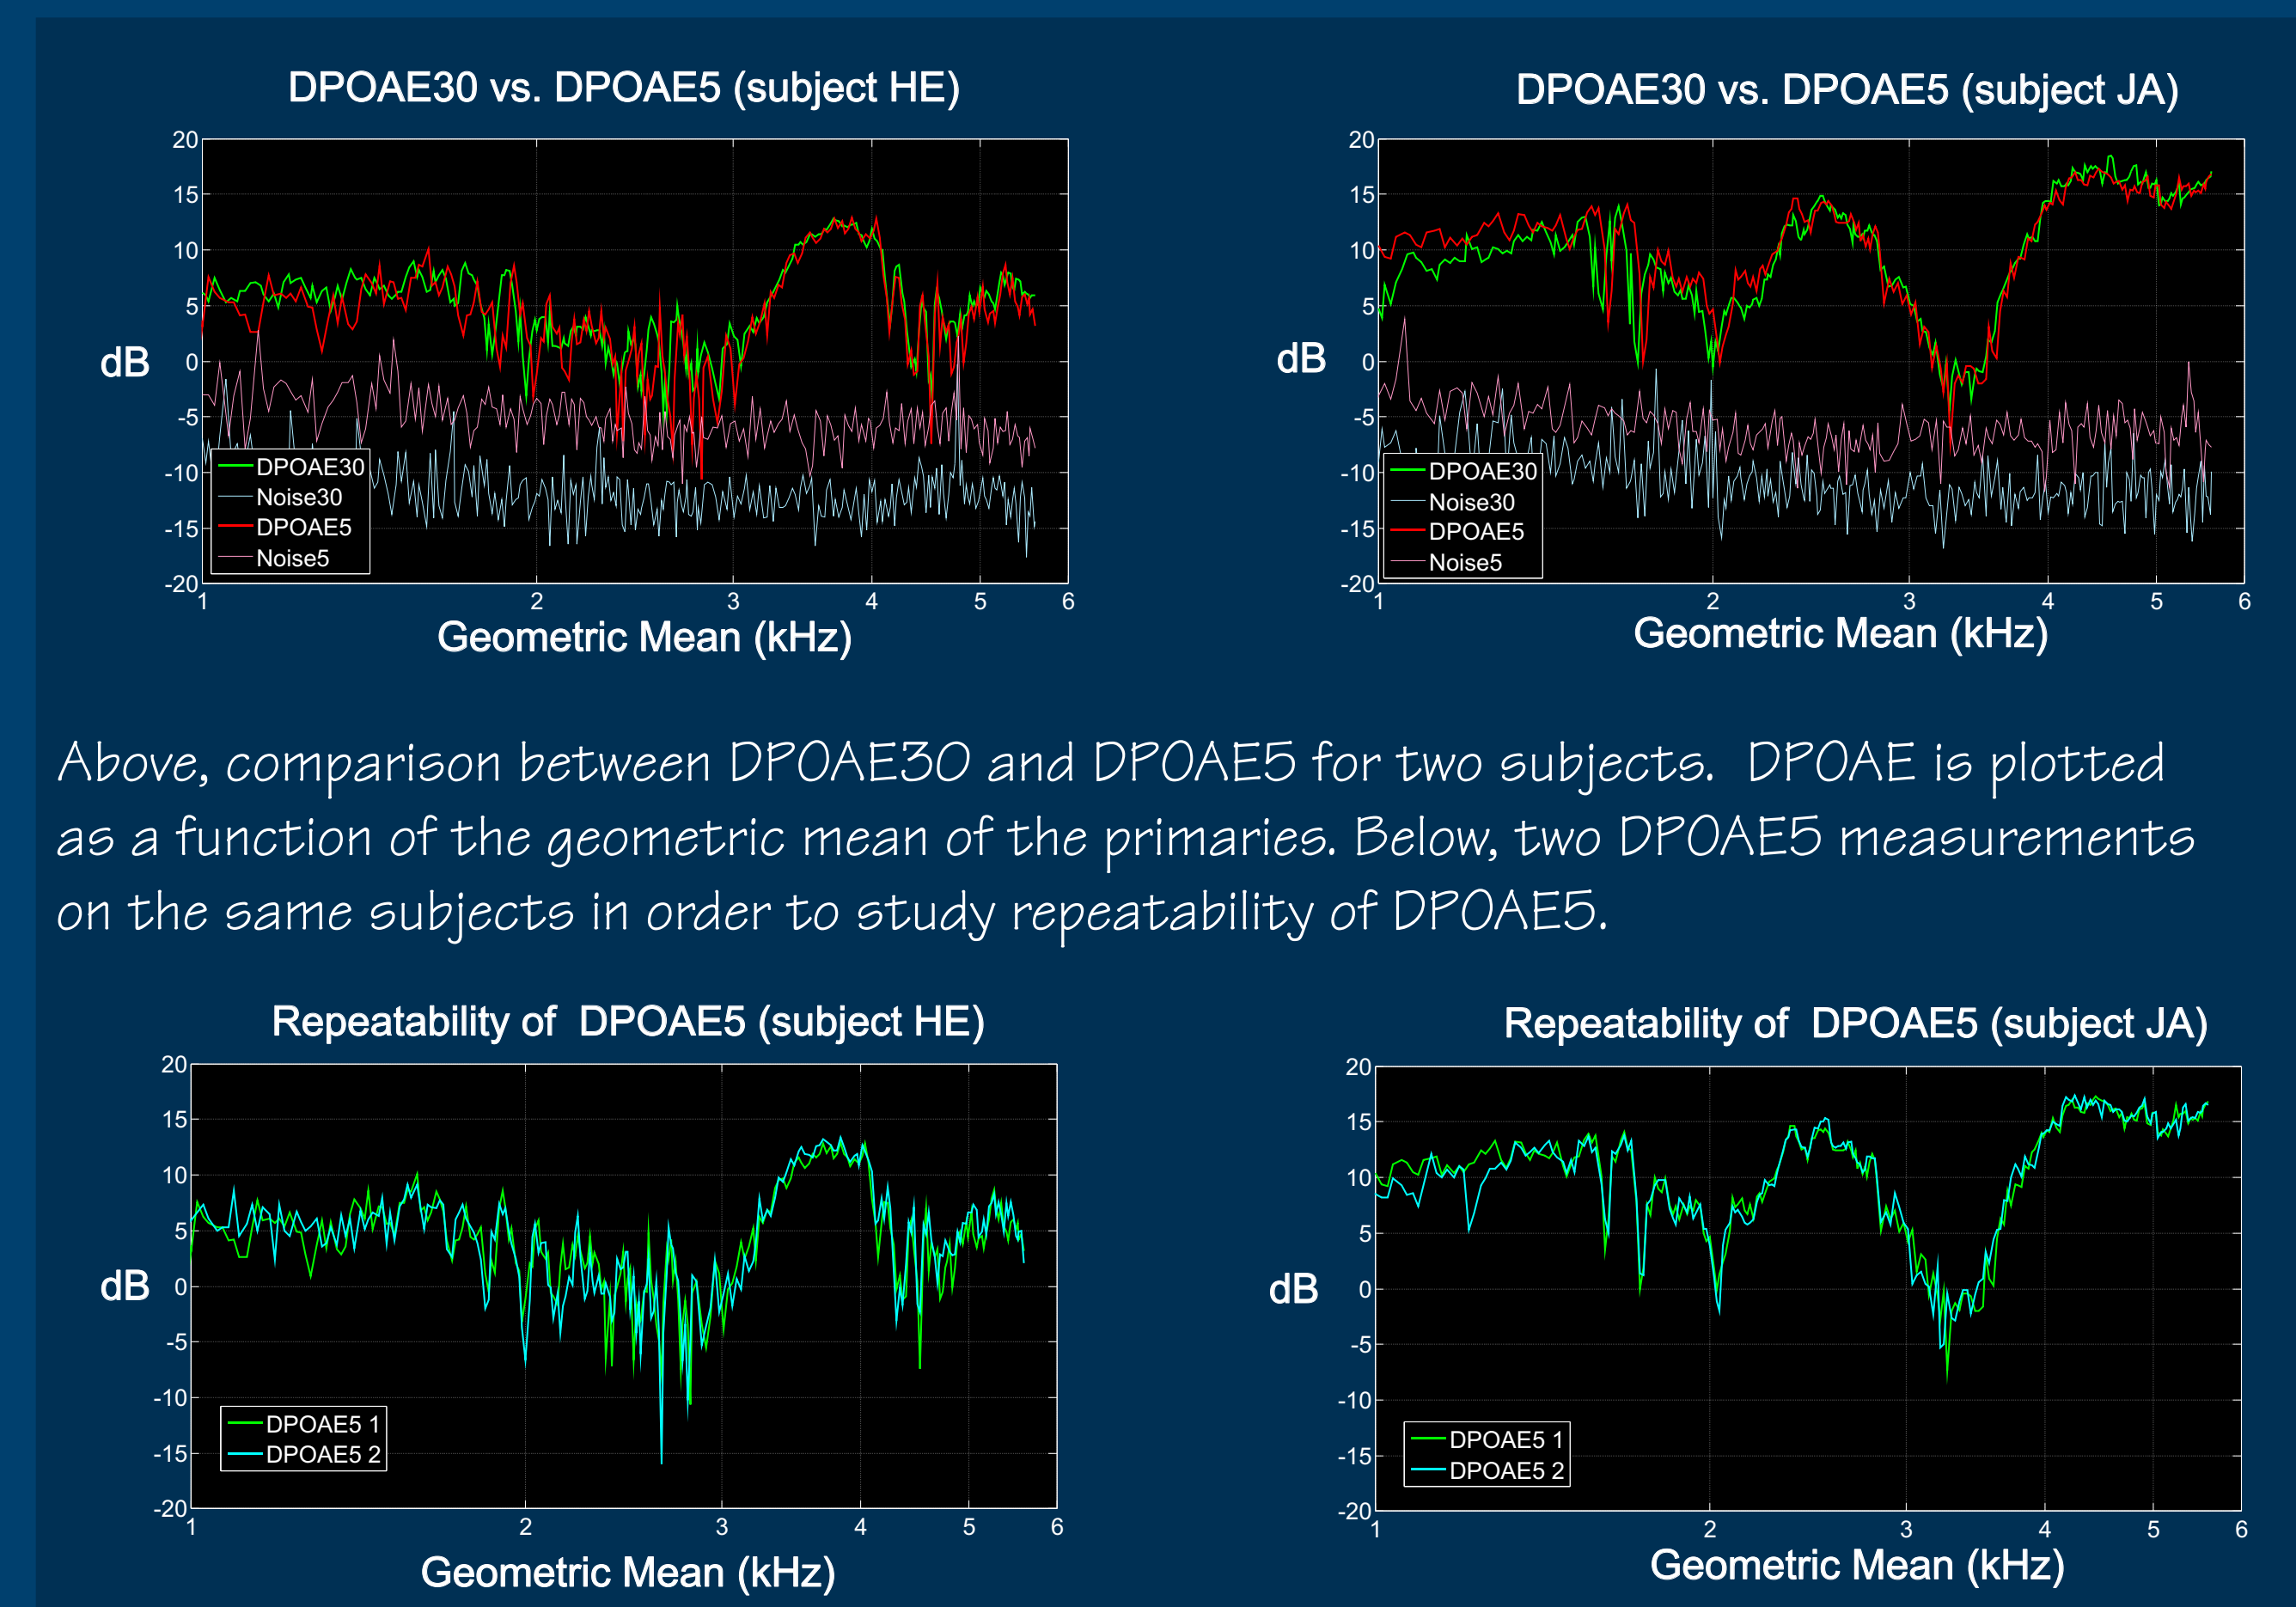 DPOAE30 vs. DPOAE5 (subject HE)
20
15
10
5
0
-5
-10
-15
-20
dB
DPOAE30
Noise30
DPOAE5
Noise5
1 2 3 4 5 6
Geometric Mean (kHz)
DPOAE30 vs. DPOAE5 (subject JA)
20
15
10
5
0
-5
-10
-15
-20
dB
DPOAE30
Noise30
DPOAE5
Noise5
1 2 3 4 5 6
Geometric Mean (kHz)
Above, comparison between DPOAE30 and DPOAE5 for two subjects. DPOAE is plotted
as a function of the geometric mean of the primaries. Below, two DPOAE5 measurements
on the same subjects in order to study repeatability of DPOAE5.
Repeatability of DPOAE5 (subject HE)
20
15
10
5
0
-5
-10
-15
-20
dB
DPOAE5 1
DPOAE5 2
1 2 3 4 5 6
Geometric Mean (kHz)
Repeatability of DPOAE5 (subject JA)
20
15
10
5
0
-5
-10
-15
-20
dB
DPOAE5 1
DPOAE5 2
1 2 3 4 5 6
Geometric Mean (kHz)